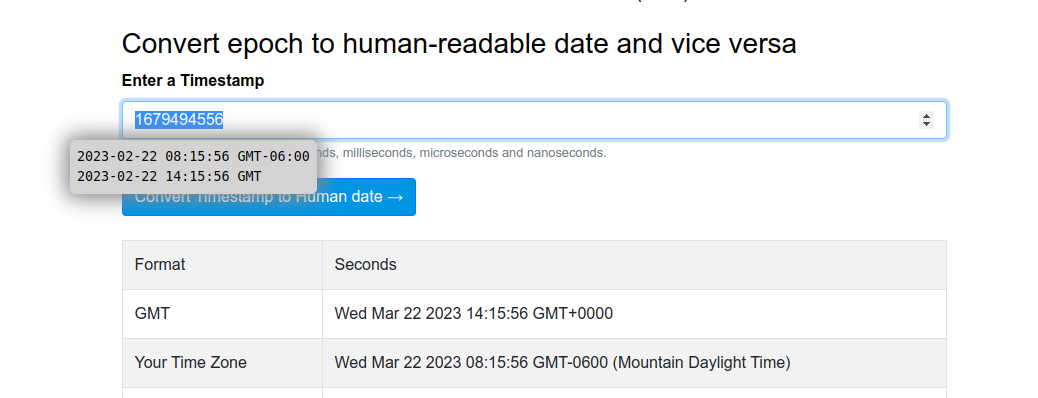 Convert epoch to human-readable date and vice versa
Enter a Timestamp
1679494556
2023-02-22 08:15:56 GMT-06:00
2023-02-22 14:15:56 GMT
milliseconds, microseconds and nanoseconds.
Convert Timestamp to Human date →
Format Seconds
GMT Wed Mar 22 2023 14:15:56 GMT+0000
Your Time Zone Wed Mar 22 2023 08:15:56 GMT-0600 (Mountain Daylight Time)